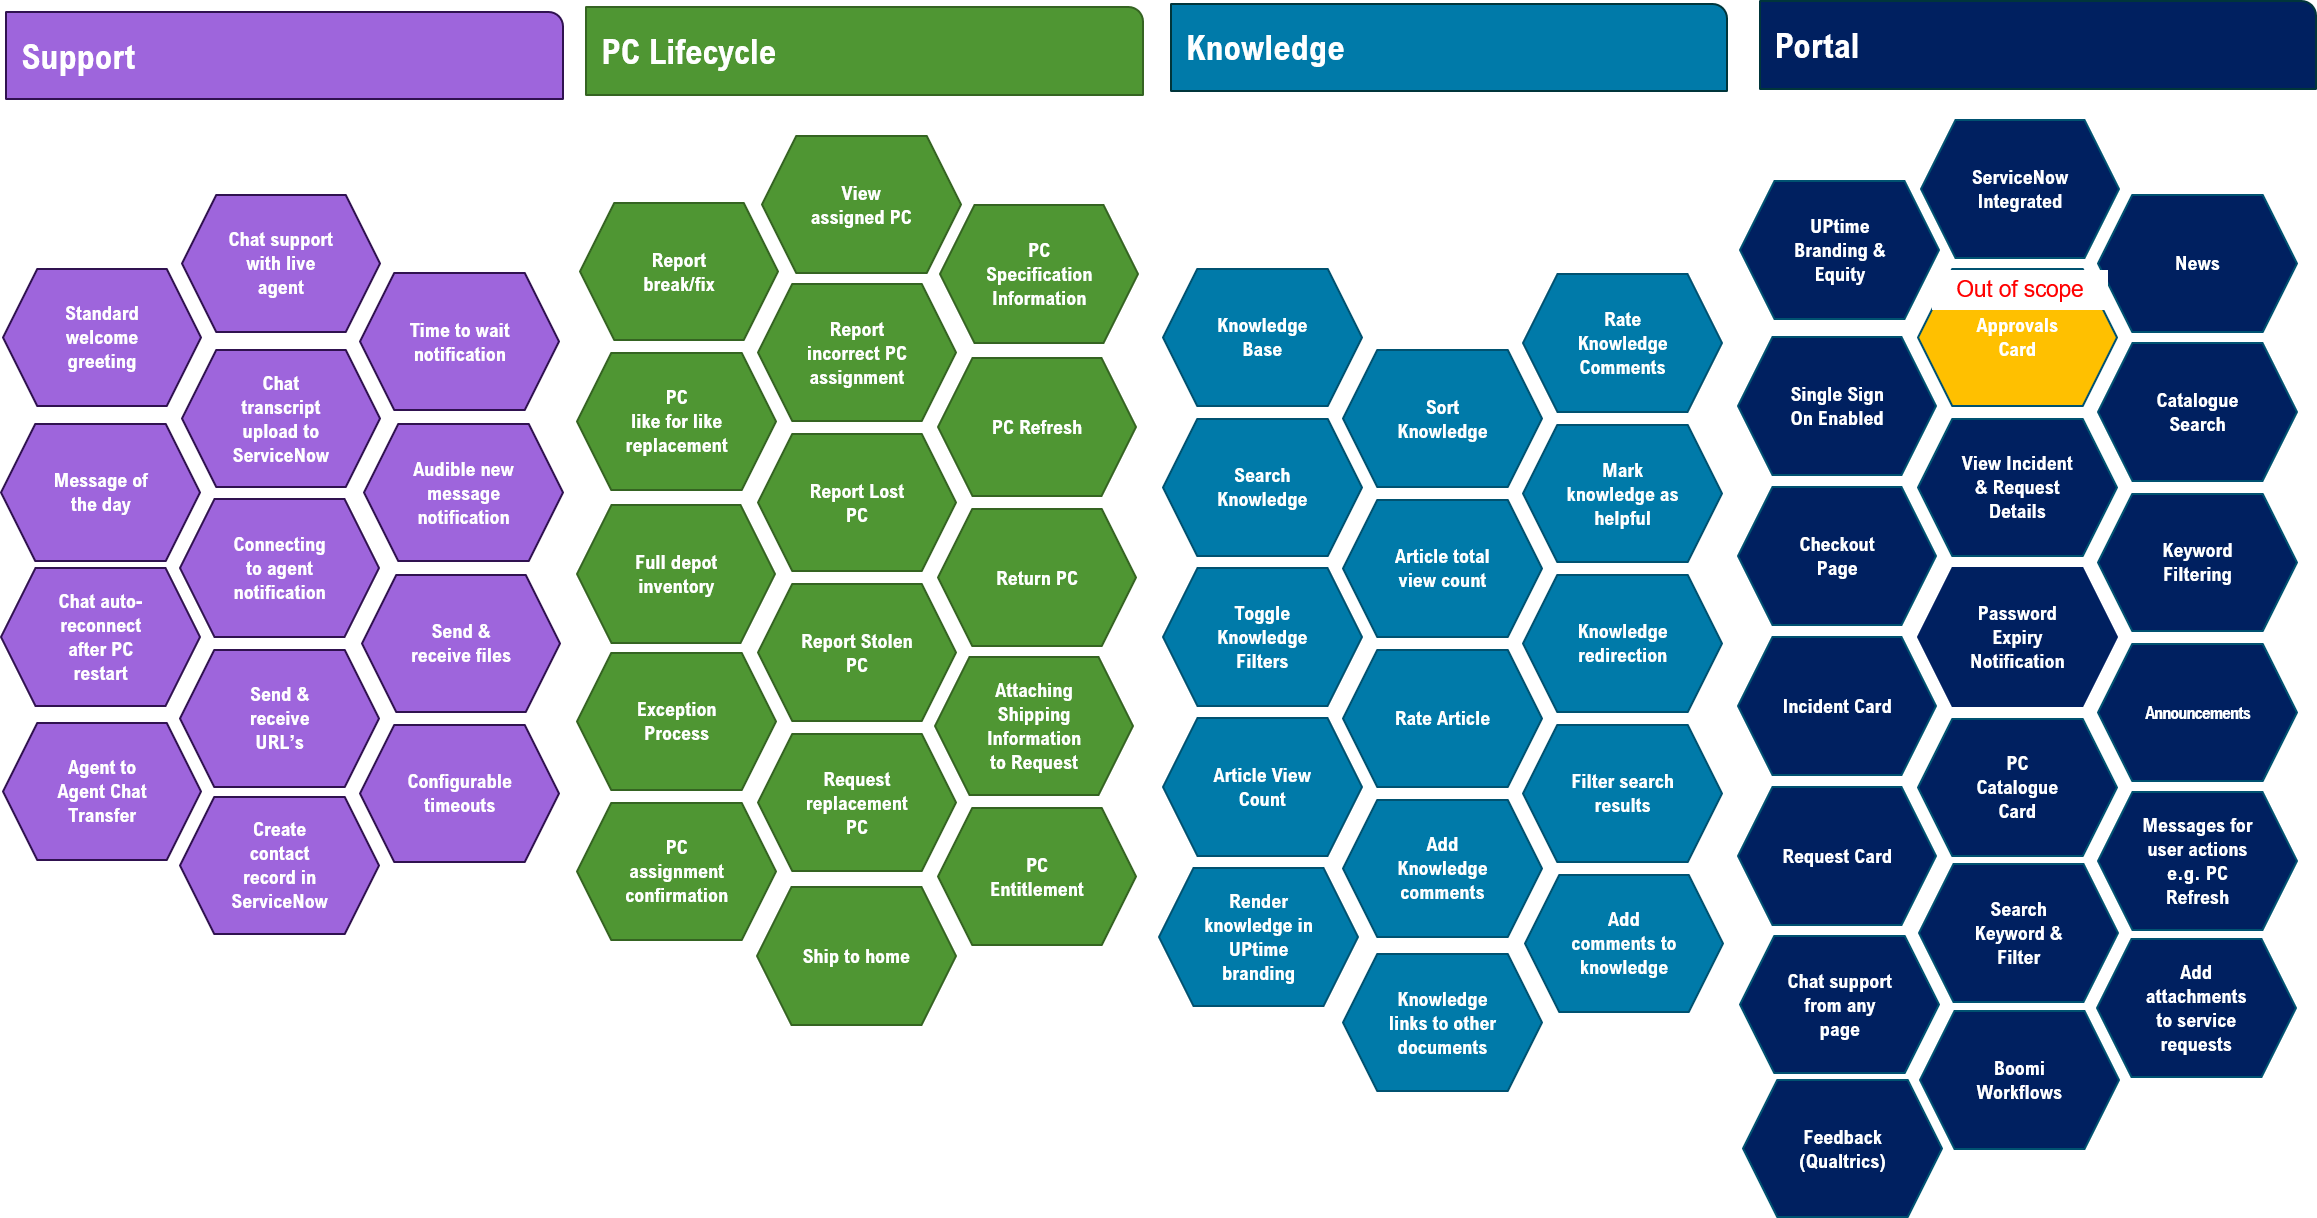 Support
Chat support
with live
agent
Standard
welcome
greeting
Time to wait
notification
Chat
transcript
upload to
ServiceNow
Message of
the day
Audible new
message
notification
Connecting
to agent
notification
Chat auto-
reconnect
after PC
restart
Send &
receive files
Send &
receive
URL’s
Agent to
Agent Chat
Transfer
Configurable
timeouts
Create
contact
record in
ServiceNow
PC Lifecycle
View
assigned PC
Report
break/fix
PC
Specification
Information
Report
incorrect PC
assignment
PC
like for like
replacement
PC Refresh
Report Lost
PC
Full depot
inventory
Return PC
Report Stolen
PC
Exception
Process
Attaching
Shipping
Information
to Request
Request
replacement
PC
PC
assignment
confirmation
PC
Entitlement
Ship to home
Knowledge
Knowledge
Base
Rate
Knowledge
Comments
Sort
Knowledge
Search
Knowledge
Mark
knowledge as
helpful
Article total
view count
Toggle
Knowledge
Filters
Knowledge
redirection
Rate Article
Article View
Count
Filter search
results
Add
Knowledge
comments
Render
knowledge in
UPtime
branding
Add
comments to
knowledge
Knowledge
links to other
documents
Portal
ServiceNow
Integrated
UPtime
Branding &
Equity
News
Out of scope
Approvals
Card
Single Sign
On Enabled
Catalogue
Search
View Incident
& Request
Details
Checkout
Page
Keyword
Filtering
Password
Expiry
Notification
Incident Card
Announcements
PC
Catalogue
Card
Request Card
Messages for
user actions
e.g. PC
Refresh
Search
Keyword &
Filter
Chat support
from any
page
Add
attachments
to service
requests
Boomi
Workflows
Feedback
(Qualtrics)